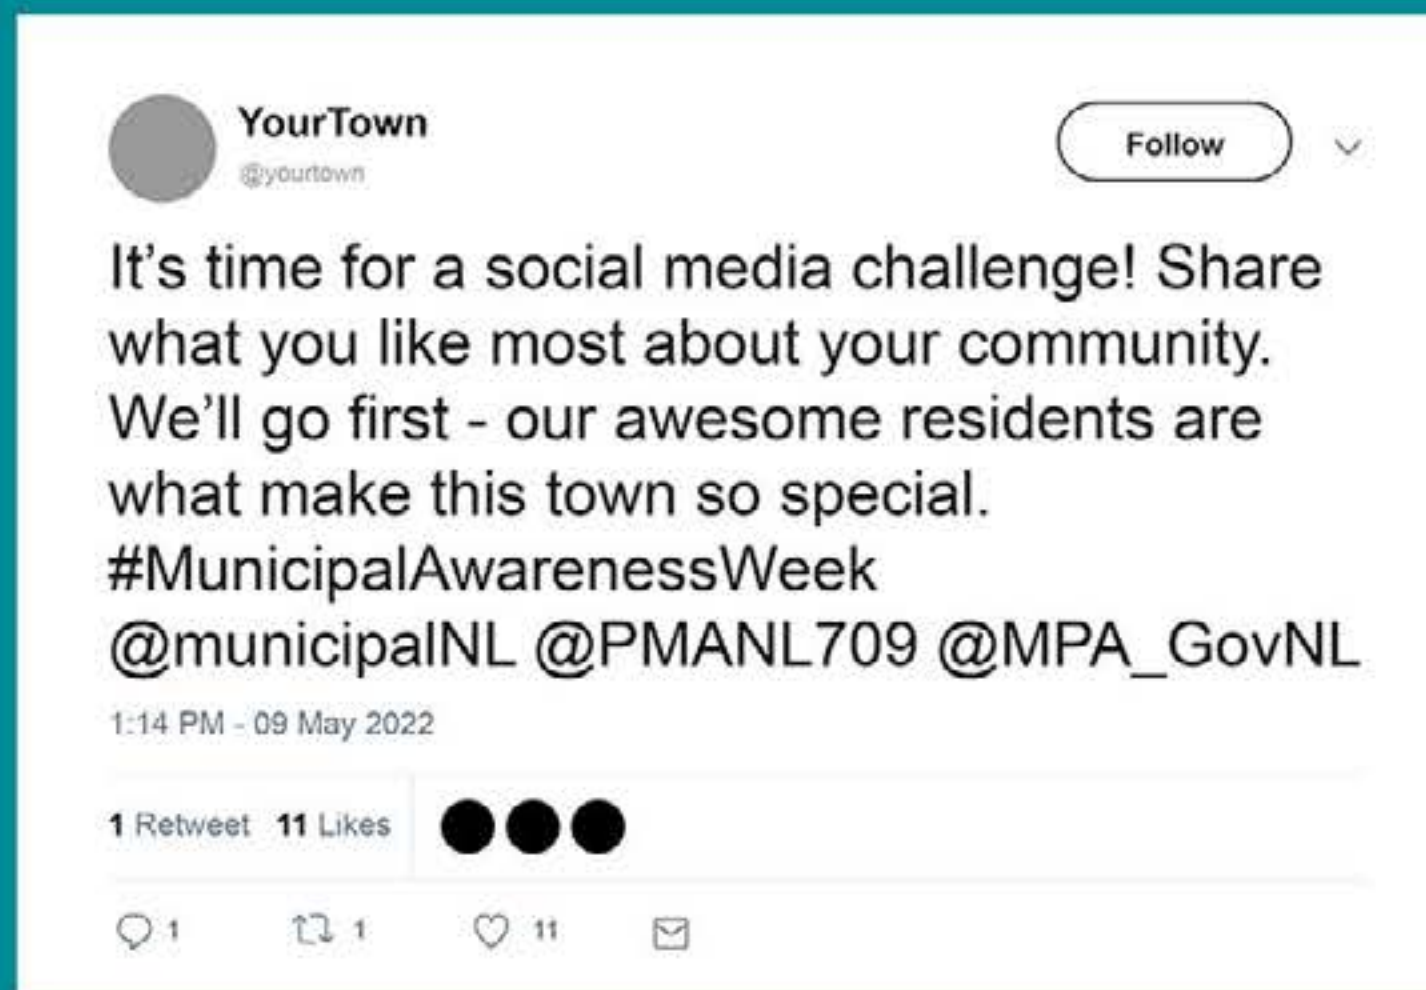 YourTown
Follow
@yourtown
It's time for a social media challenge! Share
what you like most about your community.
We'll go first - our awesome residents are
what make this town so special.
#MunicipalAwarenessWeek
@municipalNL @PMANL709 @MPA_GovNL
1:14 PM - 09 May 2022
1 Retweet 11 Likes
1 1 11